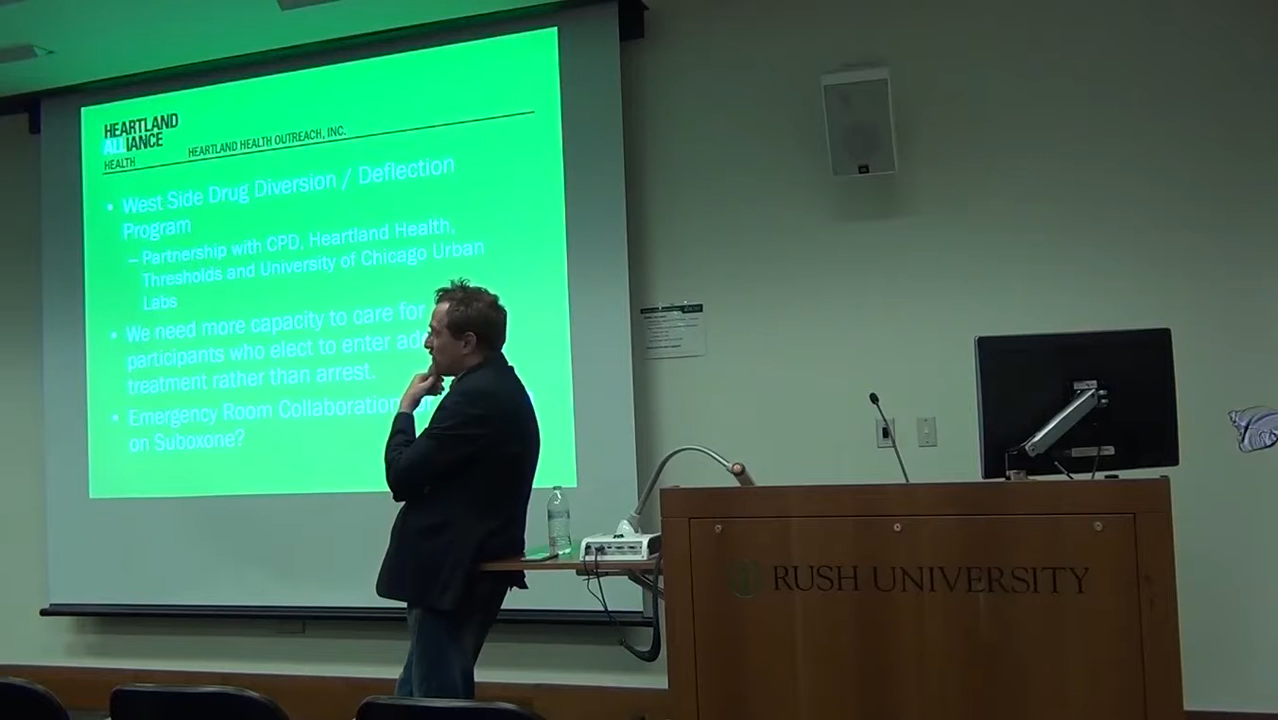 HEARTLAND
ALLIANCE
HEALTH
HEARTLAND HEALTH OUTREACH, INC.
• West Side Drug Diversion / Deflection
Program
– Partnership with CPD, Heartland Health,
Thresholds and University of Chicago Urban
Labs
• We need more capacity to care for
participants who elect to enter
treatment rather than arrest.
• Emergency Room Collaboration
on Suboxone?
RUSH UNIVERSITY